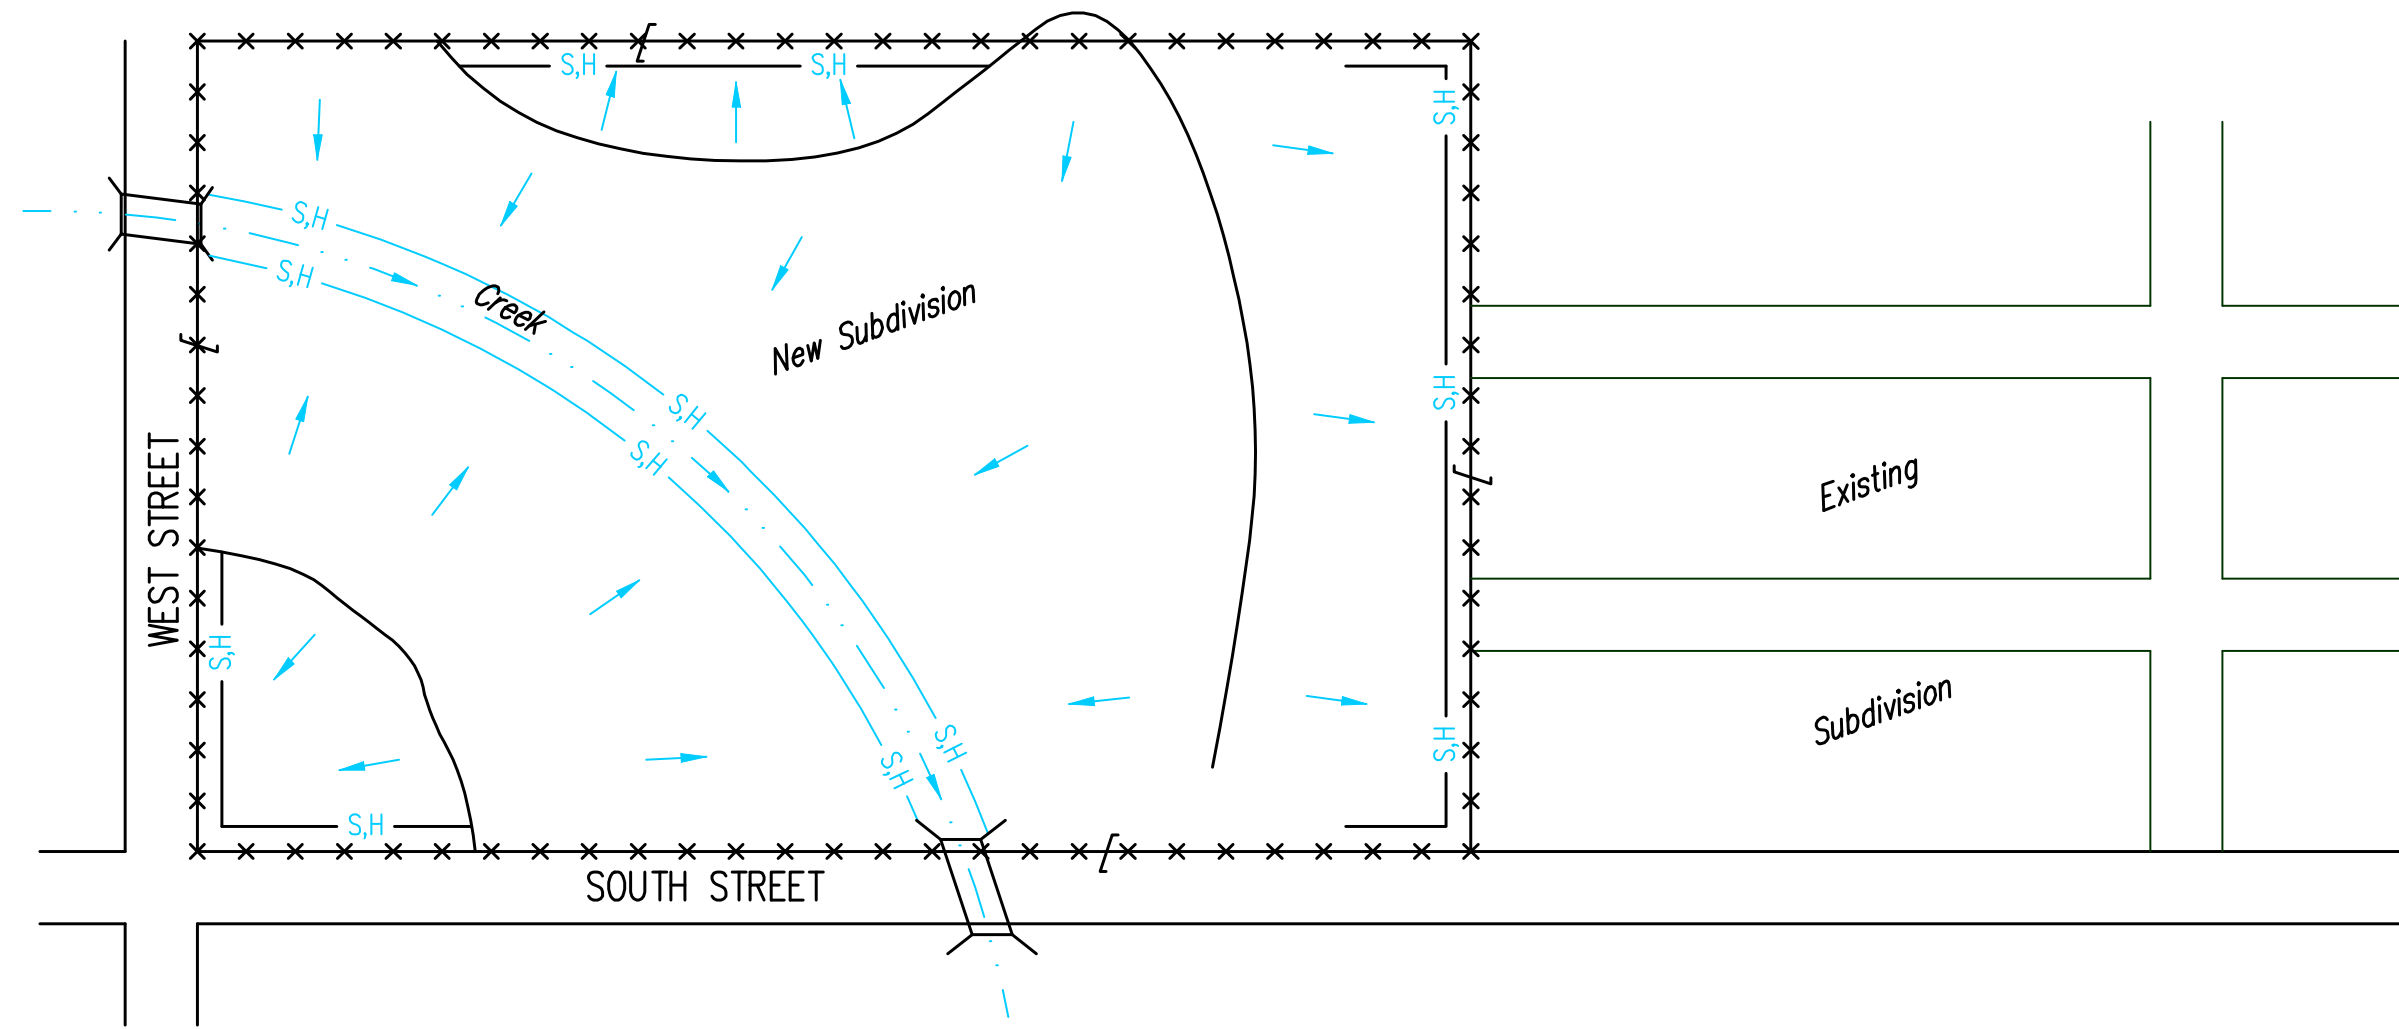 S,H
S,H
S,H
S,H
S,H
Creek
New Subdivision
S,H
S,H
S,H
WEST STREET
Existing
S,H
Subdivision
S,H
S,H
S,H
S,H
SOUTH STREET